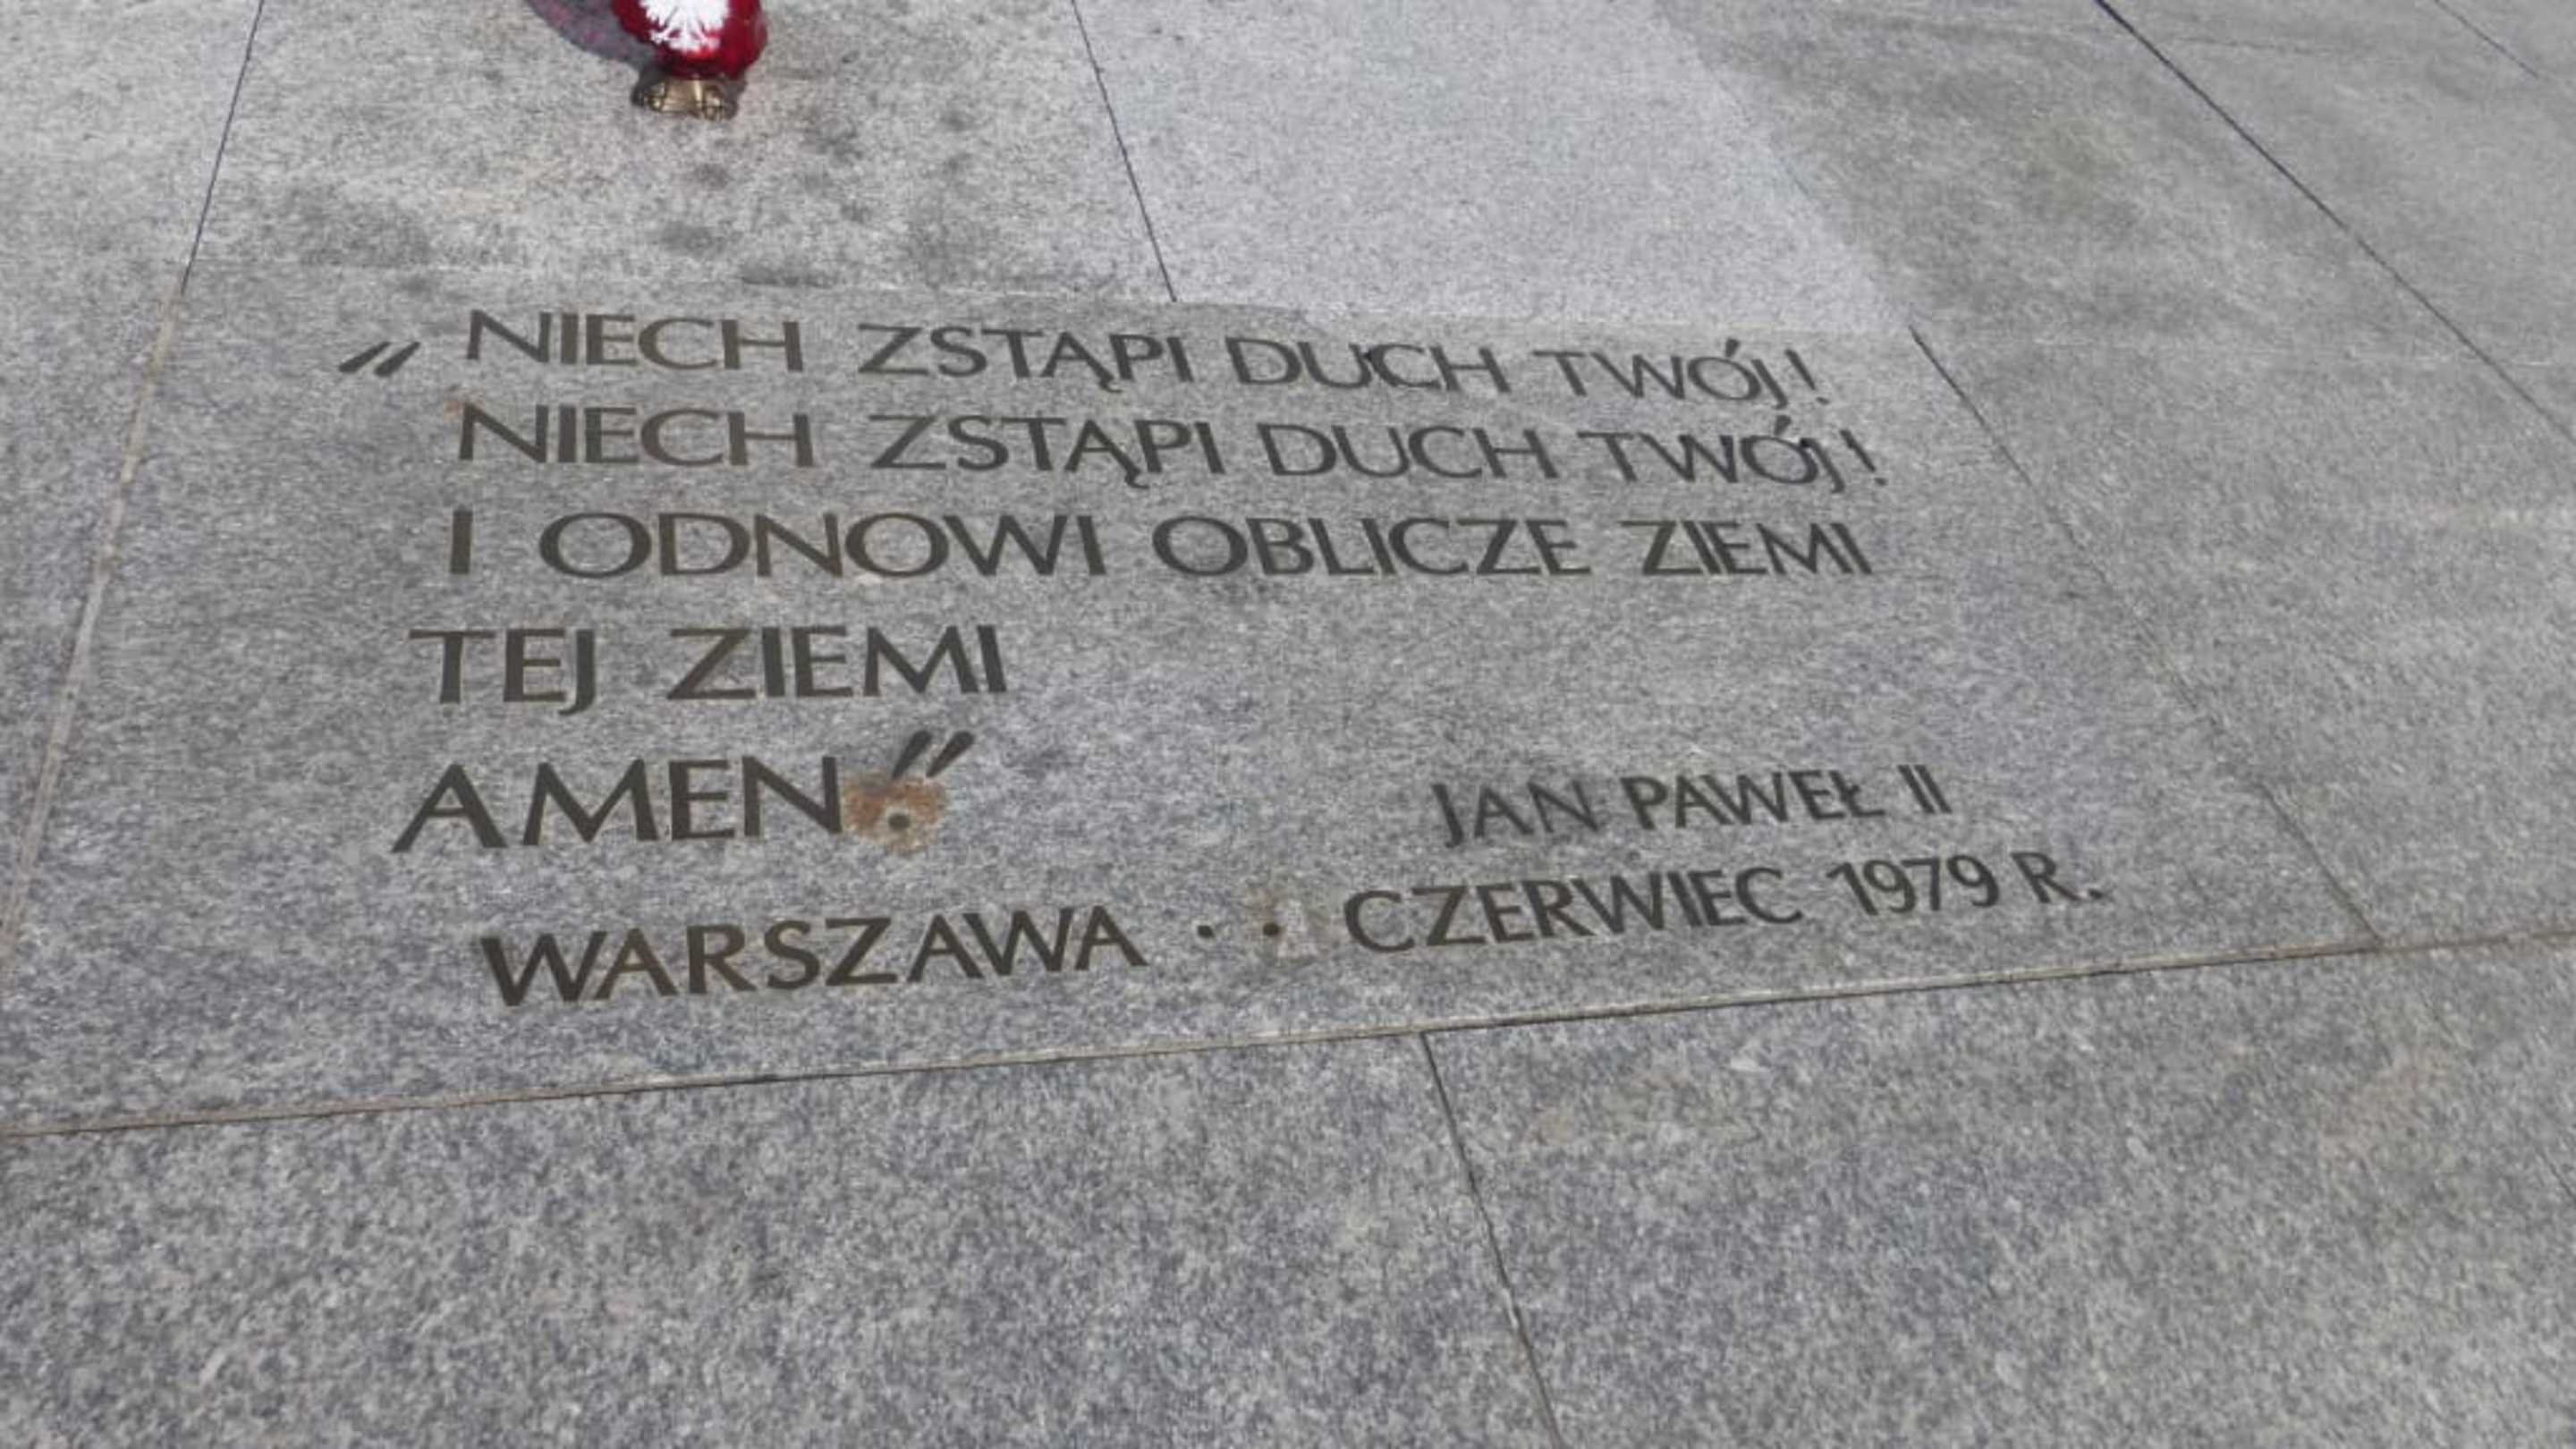 „NIECH ZSTĄPI DUCH TWÓJ!
NIECH ZSTĄPI DUCH TWÓJ!
I ODNOWI OBLICZE ZIEMI
TEJ ZIEMI
AMEN."
JAN PAWEŁ II
WARSZAWA · · CZERWIEC 1979 R.